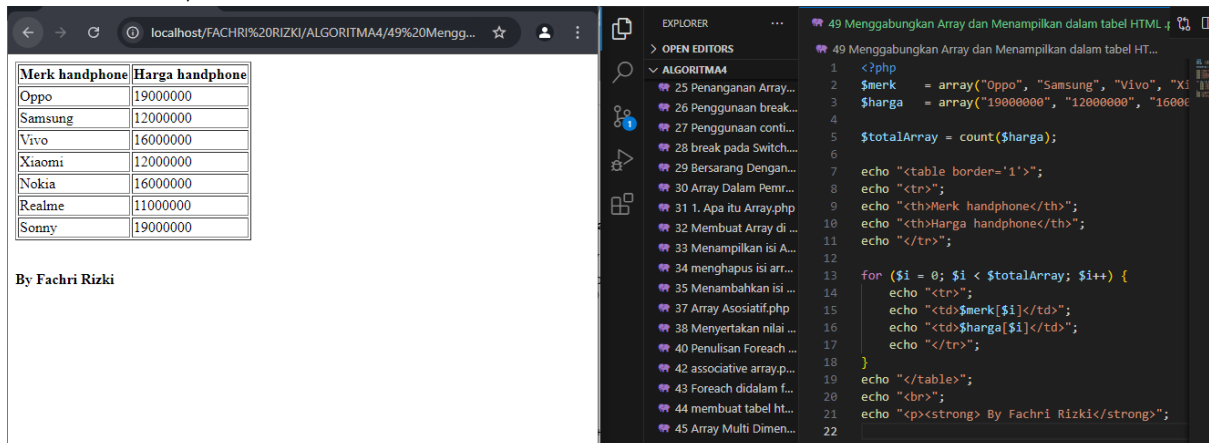 localhost/FACHRI%20RIZKI/ALGORITMA4/49%20Mengg...
Merk handphone Harga handphone
Oppo 19000000
Samsung 12000000
Vivo 16000000
Xiaomi 12000000
Nokia 16000000
Realme 11000000
Sonny 19000000
By Fachri Rizki
EXPLORER ...
> OPEN EDITORS
ALGORITMA4
25 Penanganan Array...
26 Penggunaan break...
27 Penggunaan conti...
28 break pada Switch....
29 Bersarang Dengan...
30 Array Dalam Pemr...
31 1. Apa itu Array.php
32 Membuat Array di ...
33 Menampilkan isi A...
34 menghapus isi arr...
35 Menambahkan isi ...
37 Array Asosiatif.php
38 Menyertakan nilai ...
40 Penulisan Foreach ...
42 associative array.p...
43 Foreach didalam f...
44 membuat tabel ht...
45 Array Multi Dimen...
1
49 Menggabungkan Array dan Menampilkan dalam tabel HTML
49 Menggabungkan Array dan Menampilkan dalam tabel HT...
1 <?php
2 $merk = array("Oppo", "Samsung", "Vivo", "Xi
3 $harga = array("19000000", "12000000", "16000
4
5 $totalArray = count($harga);
6
7 echo "<table border='1'>";
8 echo "<tr>";
9 echo "<th>Merk handphone</th>";
10 echo "<th>Harga handphone</th>";
11 echo "</tr>";
12
13 for ($i = 0; $i < $totalArray; $i++) {
14 echo "<tr>";
15 echo "<td>$merk[$i]</td>";
16 echo "<td>$harga[$i]</td>";
17 echo "</tr>";
18 }
19 echo "</table>";
20 echo "<br>";
21 echo "<p><strong> By Fachri Rizki</strong>";
22